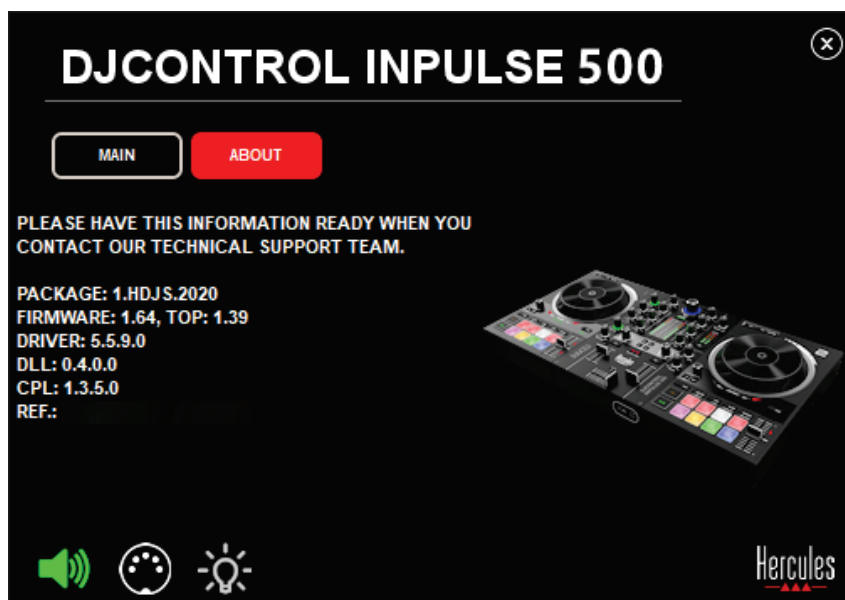 DJCONTROL INPULSE 500
MAIN
ABOUT
PLEASE HAVE THIS INFORMATION READY WHEN YOU
CONTACT OUR TECHNICAL SUPPORT TEAM.
PACKAGE: 1.HDJS.2020
FIRMWARE: 1.64, TOP: 1.39
DRIVER: 5.5.9.0
DLL: 0.4.0.0
CPL: 1.3.5.0
REF.:
Hercules